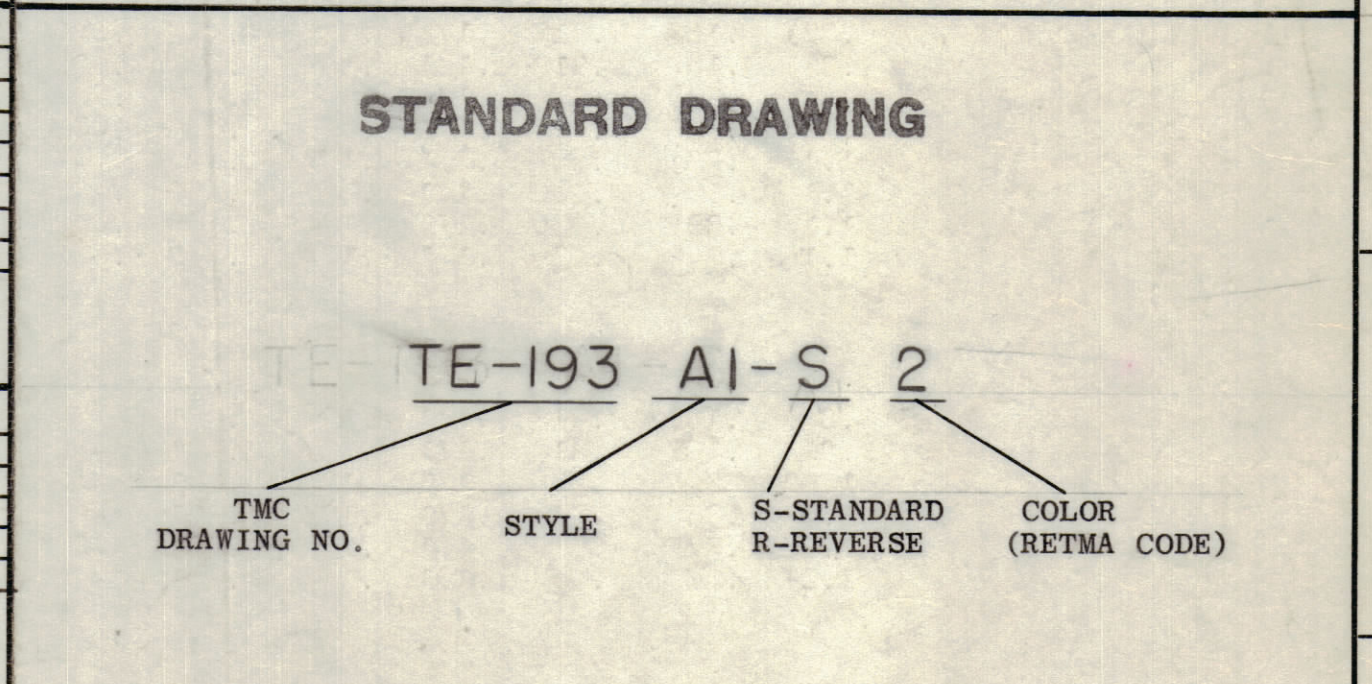 STANDARD DRAWING
TE-193 A1-S 2
TMC
DRAWING NO.
STYLE
S-STANDARD
R-REVERSE
COLOR
(RETMA CODE)